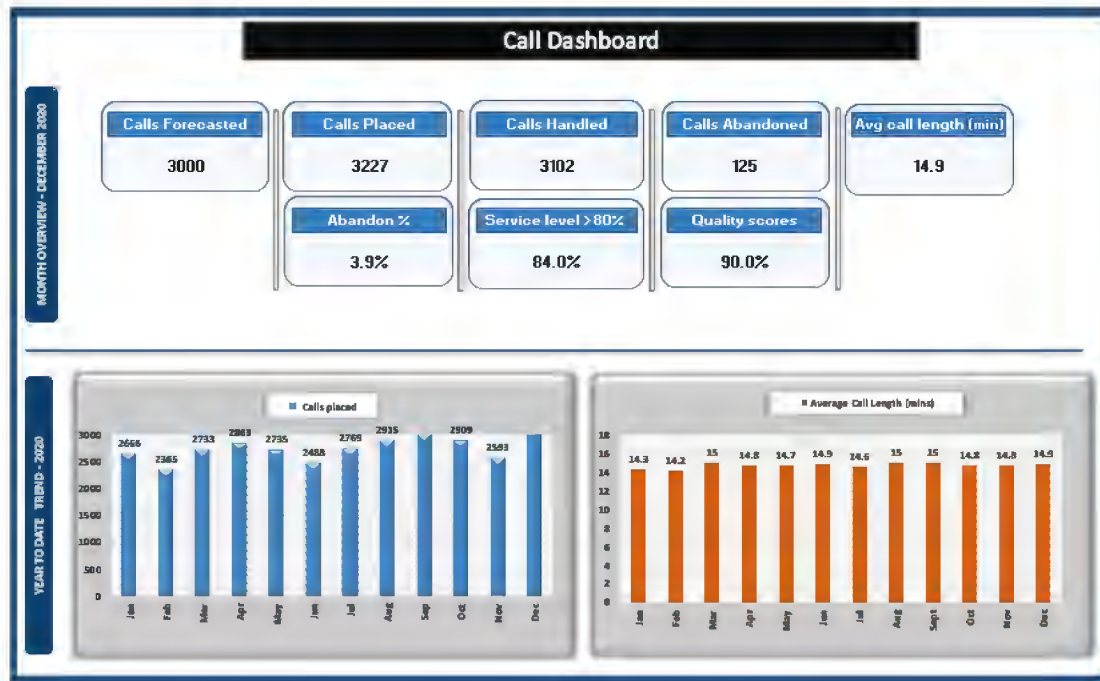 Call Dashboard
MONTH OVERVIEW - DECEMBER 2020
Calls Forecasted
3000
Calls Placed
3227
Calls Handled
3102
Calls Abandoned
125
Avg call length (min)
14.9
Abandon %
3.9%
Service level >80%
84.0%
Quality scores
90.0%
YEAR TO DATE TREND - 2020
Calls placed
3000
2500
2000
1500
1000
500
0
2666
2365
2733
2863
2735
2488
2769
2915
2909
2593
Jan
Feb
Mar
Apr
May
Jun
Jul
Aug
Sep
Oct
Nov
Dec
Average Call Length (mins)
18
16
14
12
10
8
6
4
2
0
14.3
14.2
15
14.8
14.7
14.9
14.6
15
15
14.8
14.8
14.9
Jan
Feb
Mar
Apr
May
Jun
Jul
Aug
Sept
Oct
Nov
Dec